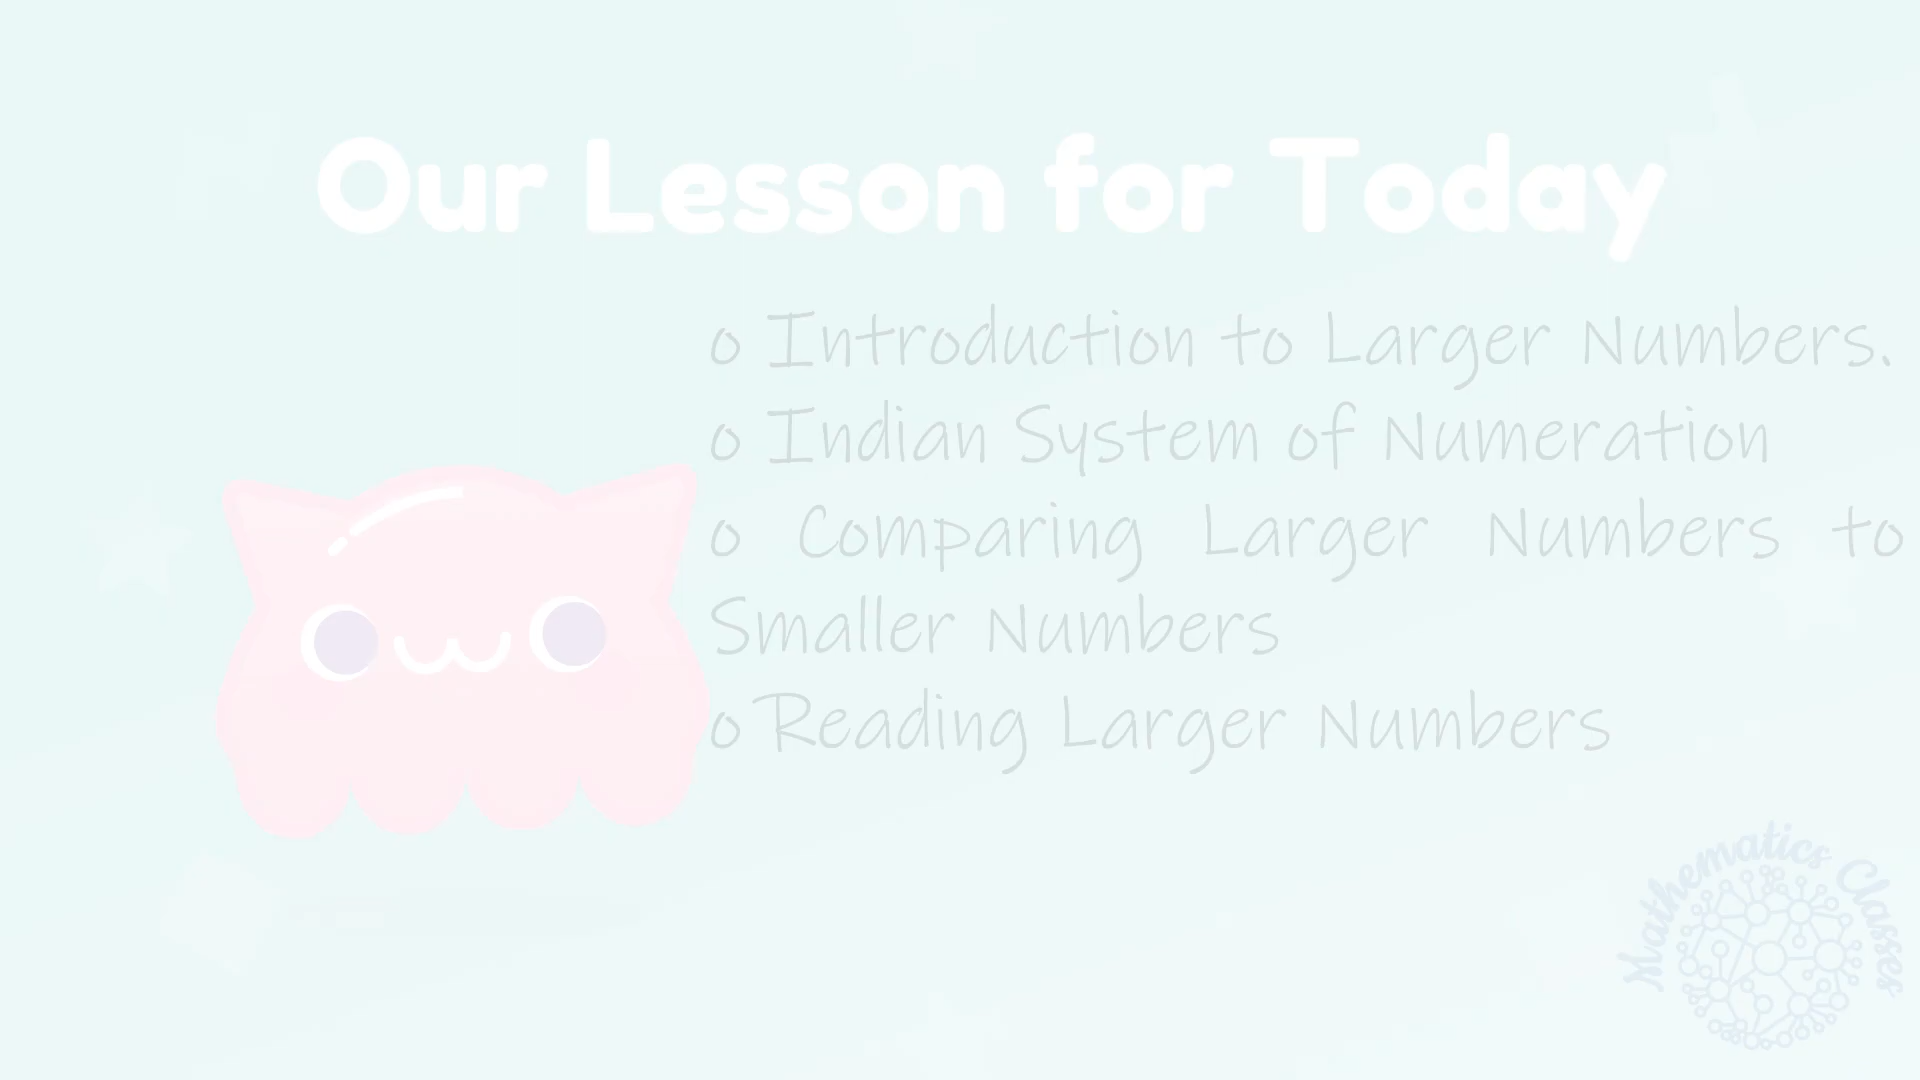 Our Lesson for Today
o Introduction to Larger Numbers.
o Indian System of Numeration
o Comparing Larger Numbers to
Smaller Numbers
o Reading Larger Numbers
Mathematics Classes